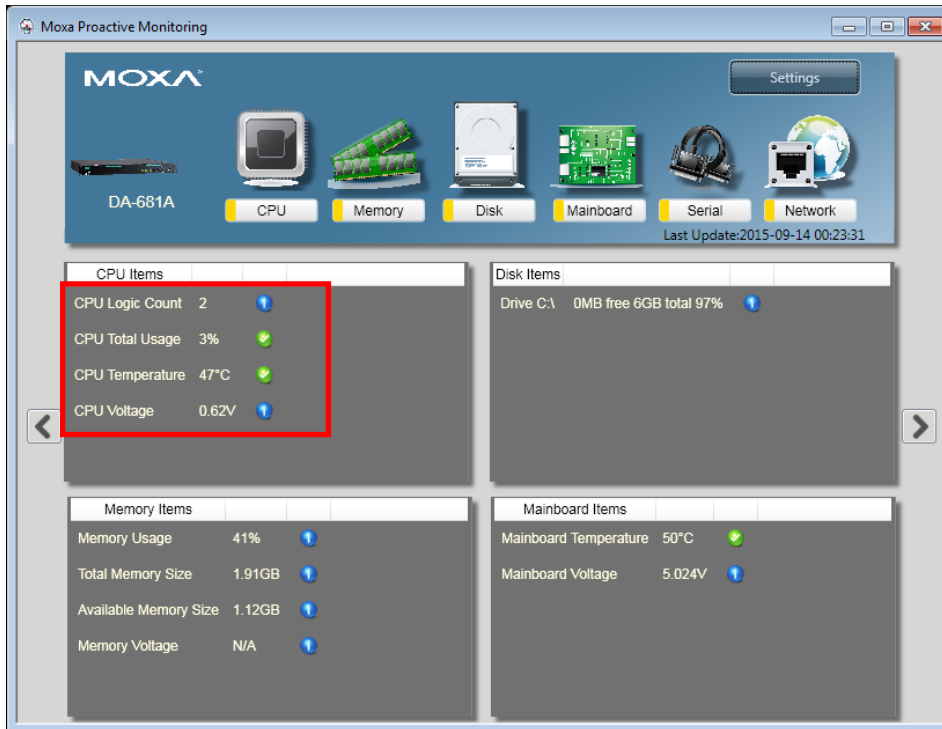 Moxa Proactive Monitoring
MOXA
Settings
DA-681A
CPU
Memory
Disk
Mainboard
Serial
Network
Last Update:2015-09-14 00:23:31
CPU Items
CPU Logic Count 2
CPU Total Usage 3%
CPU Temperature 47°C
CPU Voltage 0.62V
Disk Items
Drive C:\ 0MB free 6GB total 97%
Memory Items
Memory Usage 41%
Total Memory Size 1.91GB
Available Memory Size 1.12GB
Memory Voltage N/A
Mainboard Items
Mainboard Temperature 50°C
Mainboard Voltage 5.024V